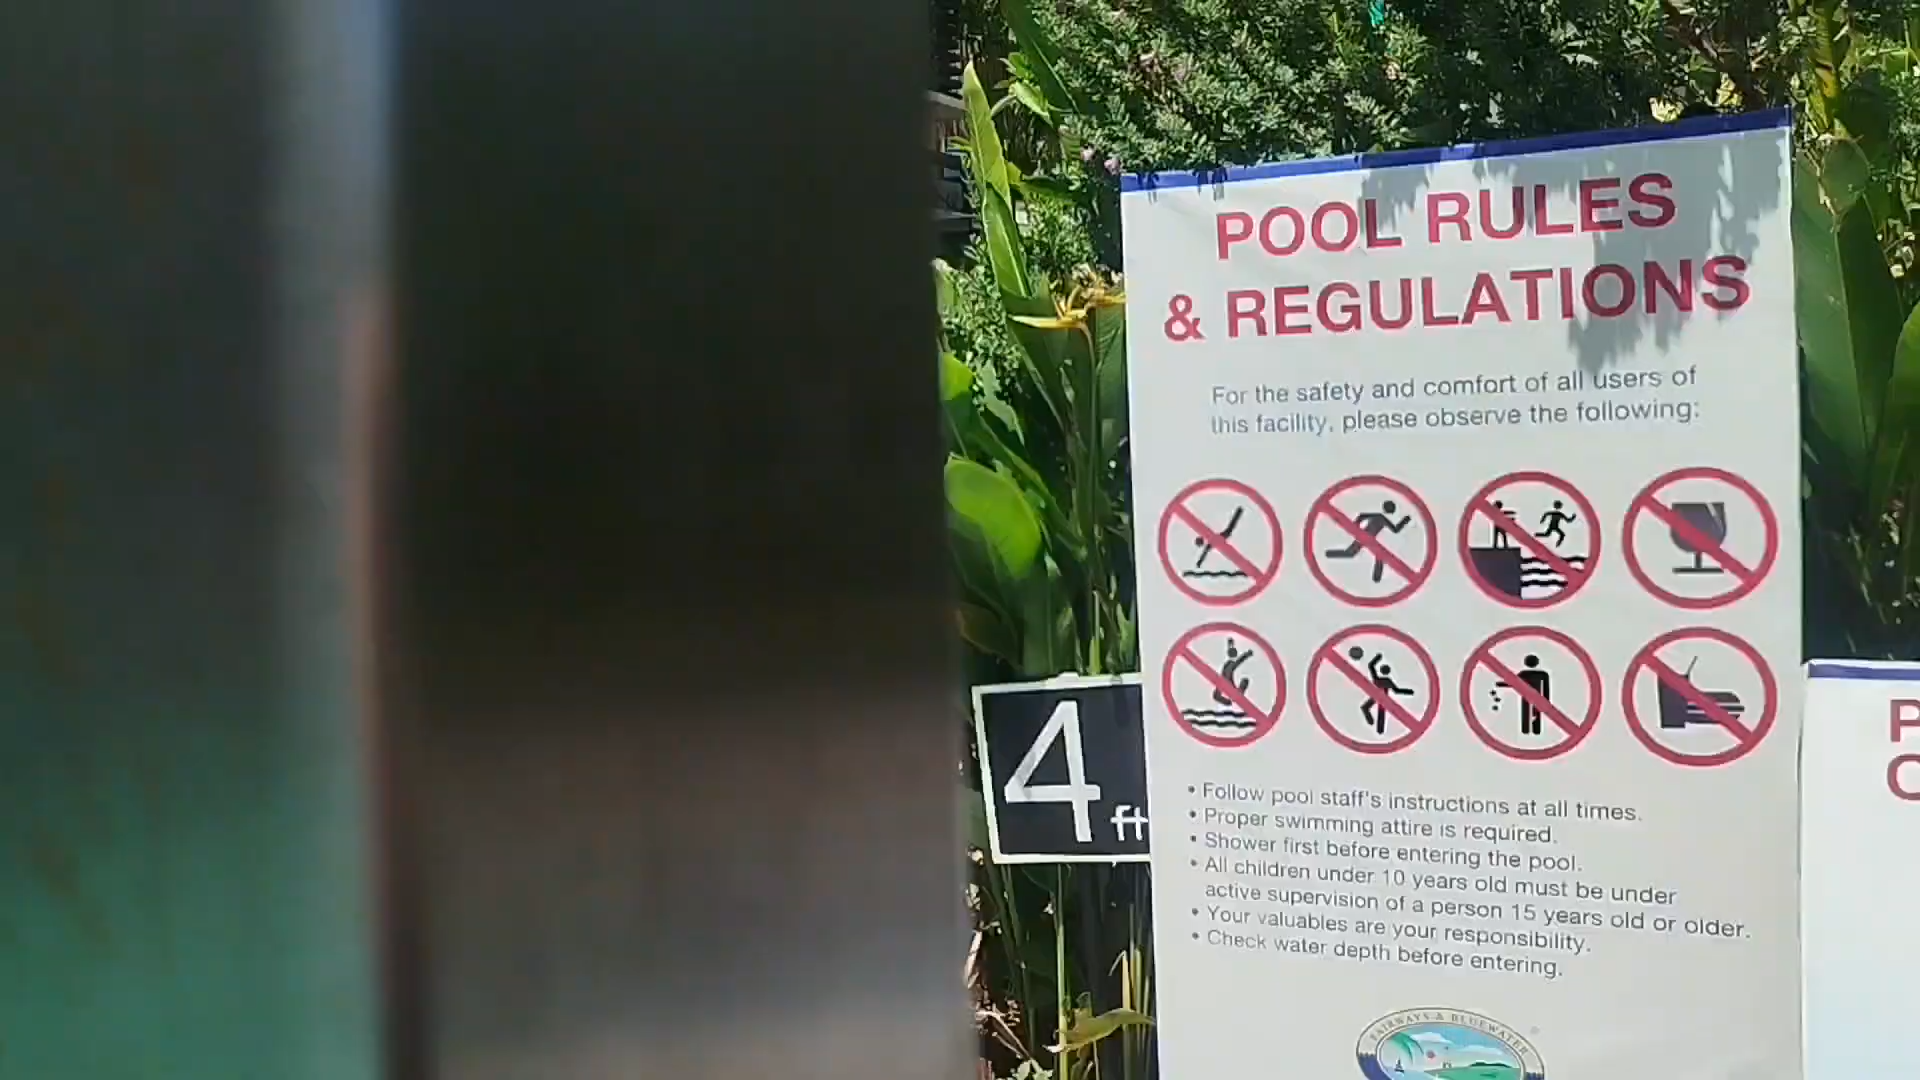 POOL RULES
& REGULATIONS
For the safety and comfort of all users of
this facility, please observe the following:
• Follow pool staff's instructions at all times.
• Proper swimming attire is required.
• Shower first before entering the pool.
• All children under 10 years old must be under
active supervision of a person 15 years old or older.
• Your valuables are your responsibility.
• Check water depth before entering.
FAIRWAYS & BLUEWATER
4 ft
P